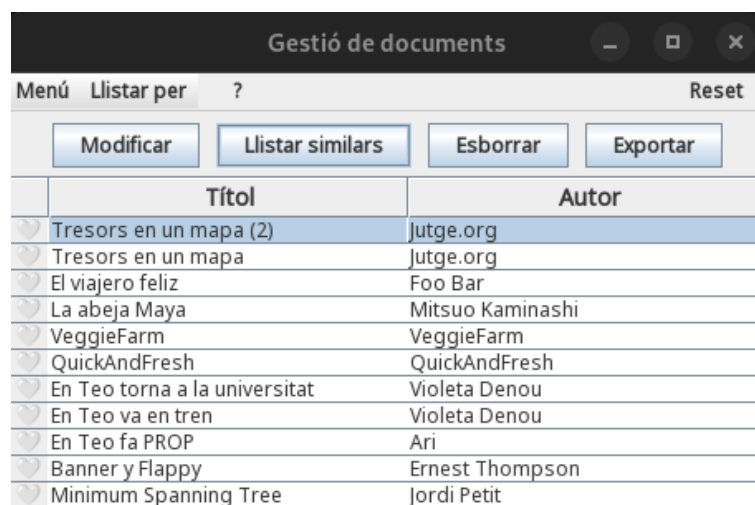 Gestió de documents
Menú Llistar per ? Reset
Modificar Llistar similars Esborrar Exportar
Títol Autor
Tresors en un mapa (2) Jutge.org
Tresors en un mapa Jutge.org
El viajero feliz Foo Bar
La abeja Maya Mitsuo Kaminashi
VeggieFarm VeggieFarm
QuickAndFresh QuickAndFresh
En Teo torna a la universitat Violeta Denou
En Teo va en tren Violeta Denou
En Teo fa PROP Ari
Banner y Flappy Ernest Thompson
Minimum Spanning Tree Jordi Petit